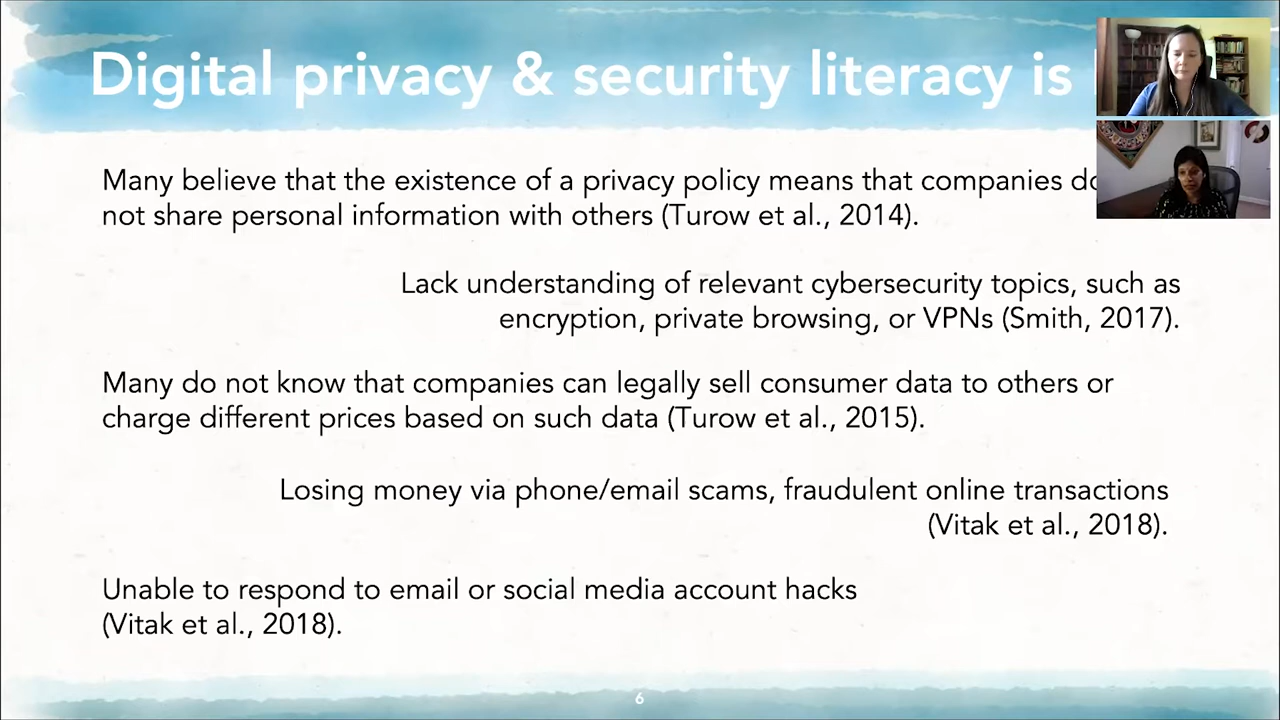 Digital privacy & security literacy is
Many believe that the existence of a privacy policy means that companies do
not share personal information with others (Turow et al., 2014).
Lack understanding of relevant cybersecurity topics, such as
encryption, private browsing, or VPNs (Smith, 2017).
Many do not know that companies can legally sell consumer data to others or
charge different prices based on such data (Turow et al., 2015).
Losing money via phone/email scams, fraudulent online transactions
(Vitak et al., 2018).
Unable to respond to email or social media account hacks
(Vitak et al., 2018).
6